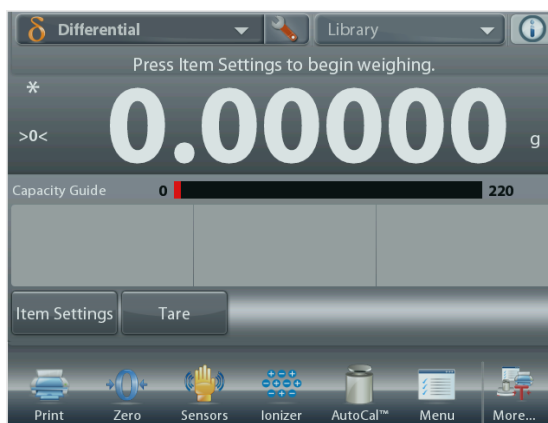 δ Differential Library
Press Item Settings to begin weighing.
*
>0< 0.00000 g
Capacity Guide 0 220
Item Settings Tare
Print Zero Sensors Ionizer AutoCal™ Menu More...